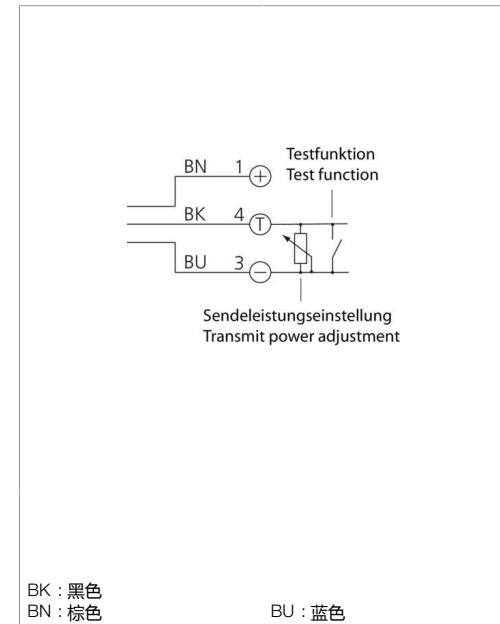 Testfunktion
Test function
BN 1 +
BK 4 T
BU 3 −
Sendeleistungseinstellung
Transmit power adjustment
BK : 黑色
BN : 棕色 BU : 蓝色